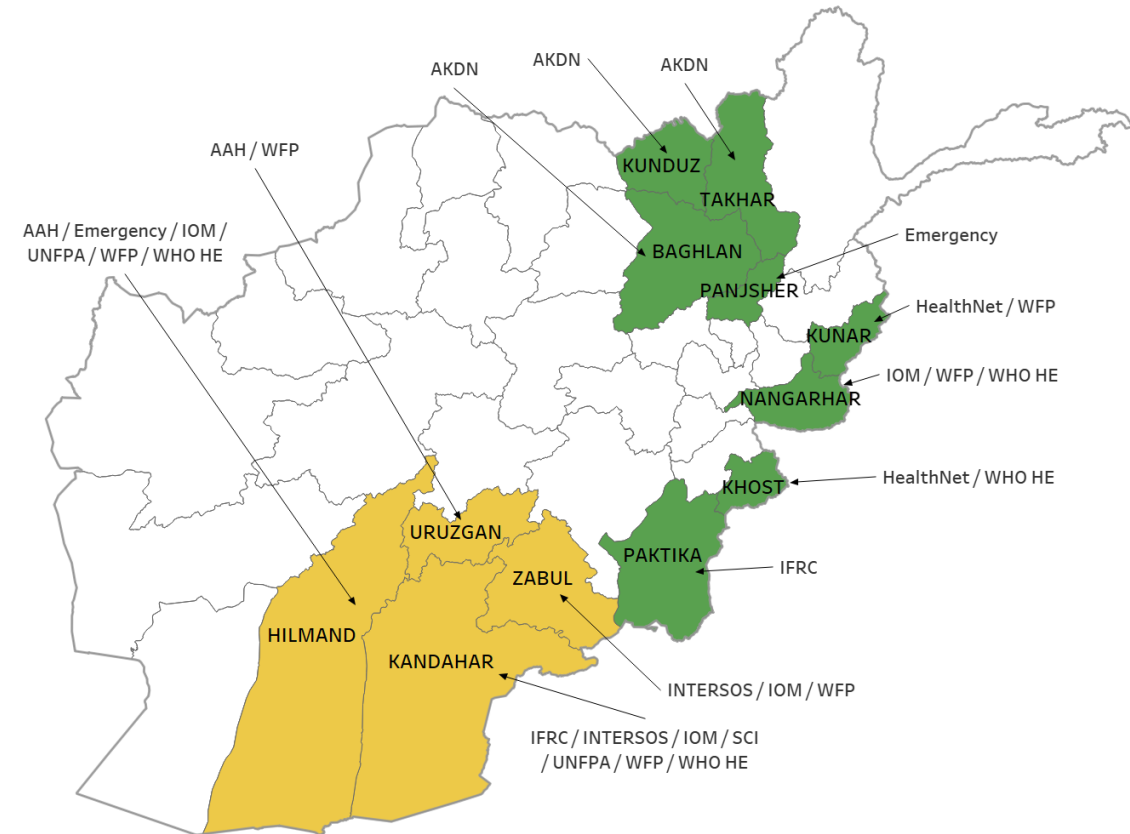 AKDN
AKDN
AKDN
AAH / WFP
KUNDUZ
TAKHAR
AAH / Emergency / IOM /
UNFPA / WFP / WHO HE
BAGHLAN
Emergency
PANJSHER
HealthNet / WFP
KUNAR
IOM / WFP / WHO HE
NANGARHAR
HealthNet / WHO HE
KHOST
URUZGAN
PAKTIKA
IFRC
ZABUL
HILMAND
KANDAHAR
INTERSOS / IOM / WFP
IFRC / INTERSOS / IOM / SCI
/ UNFPA / WFP / WHO HE